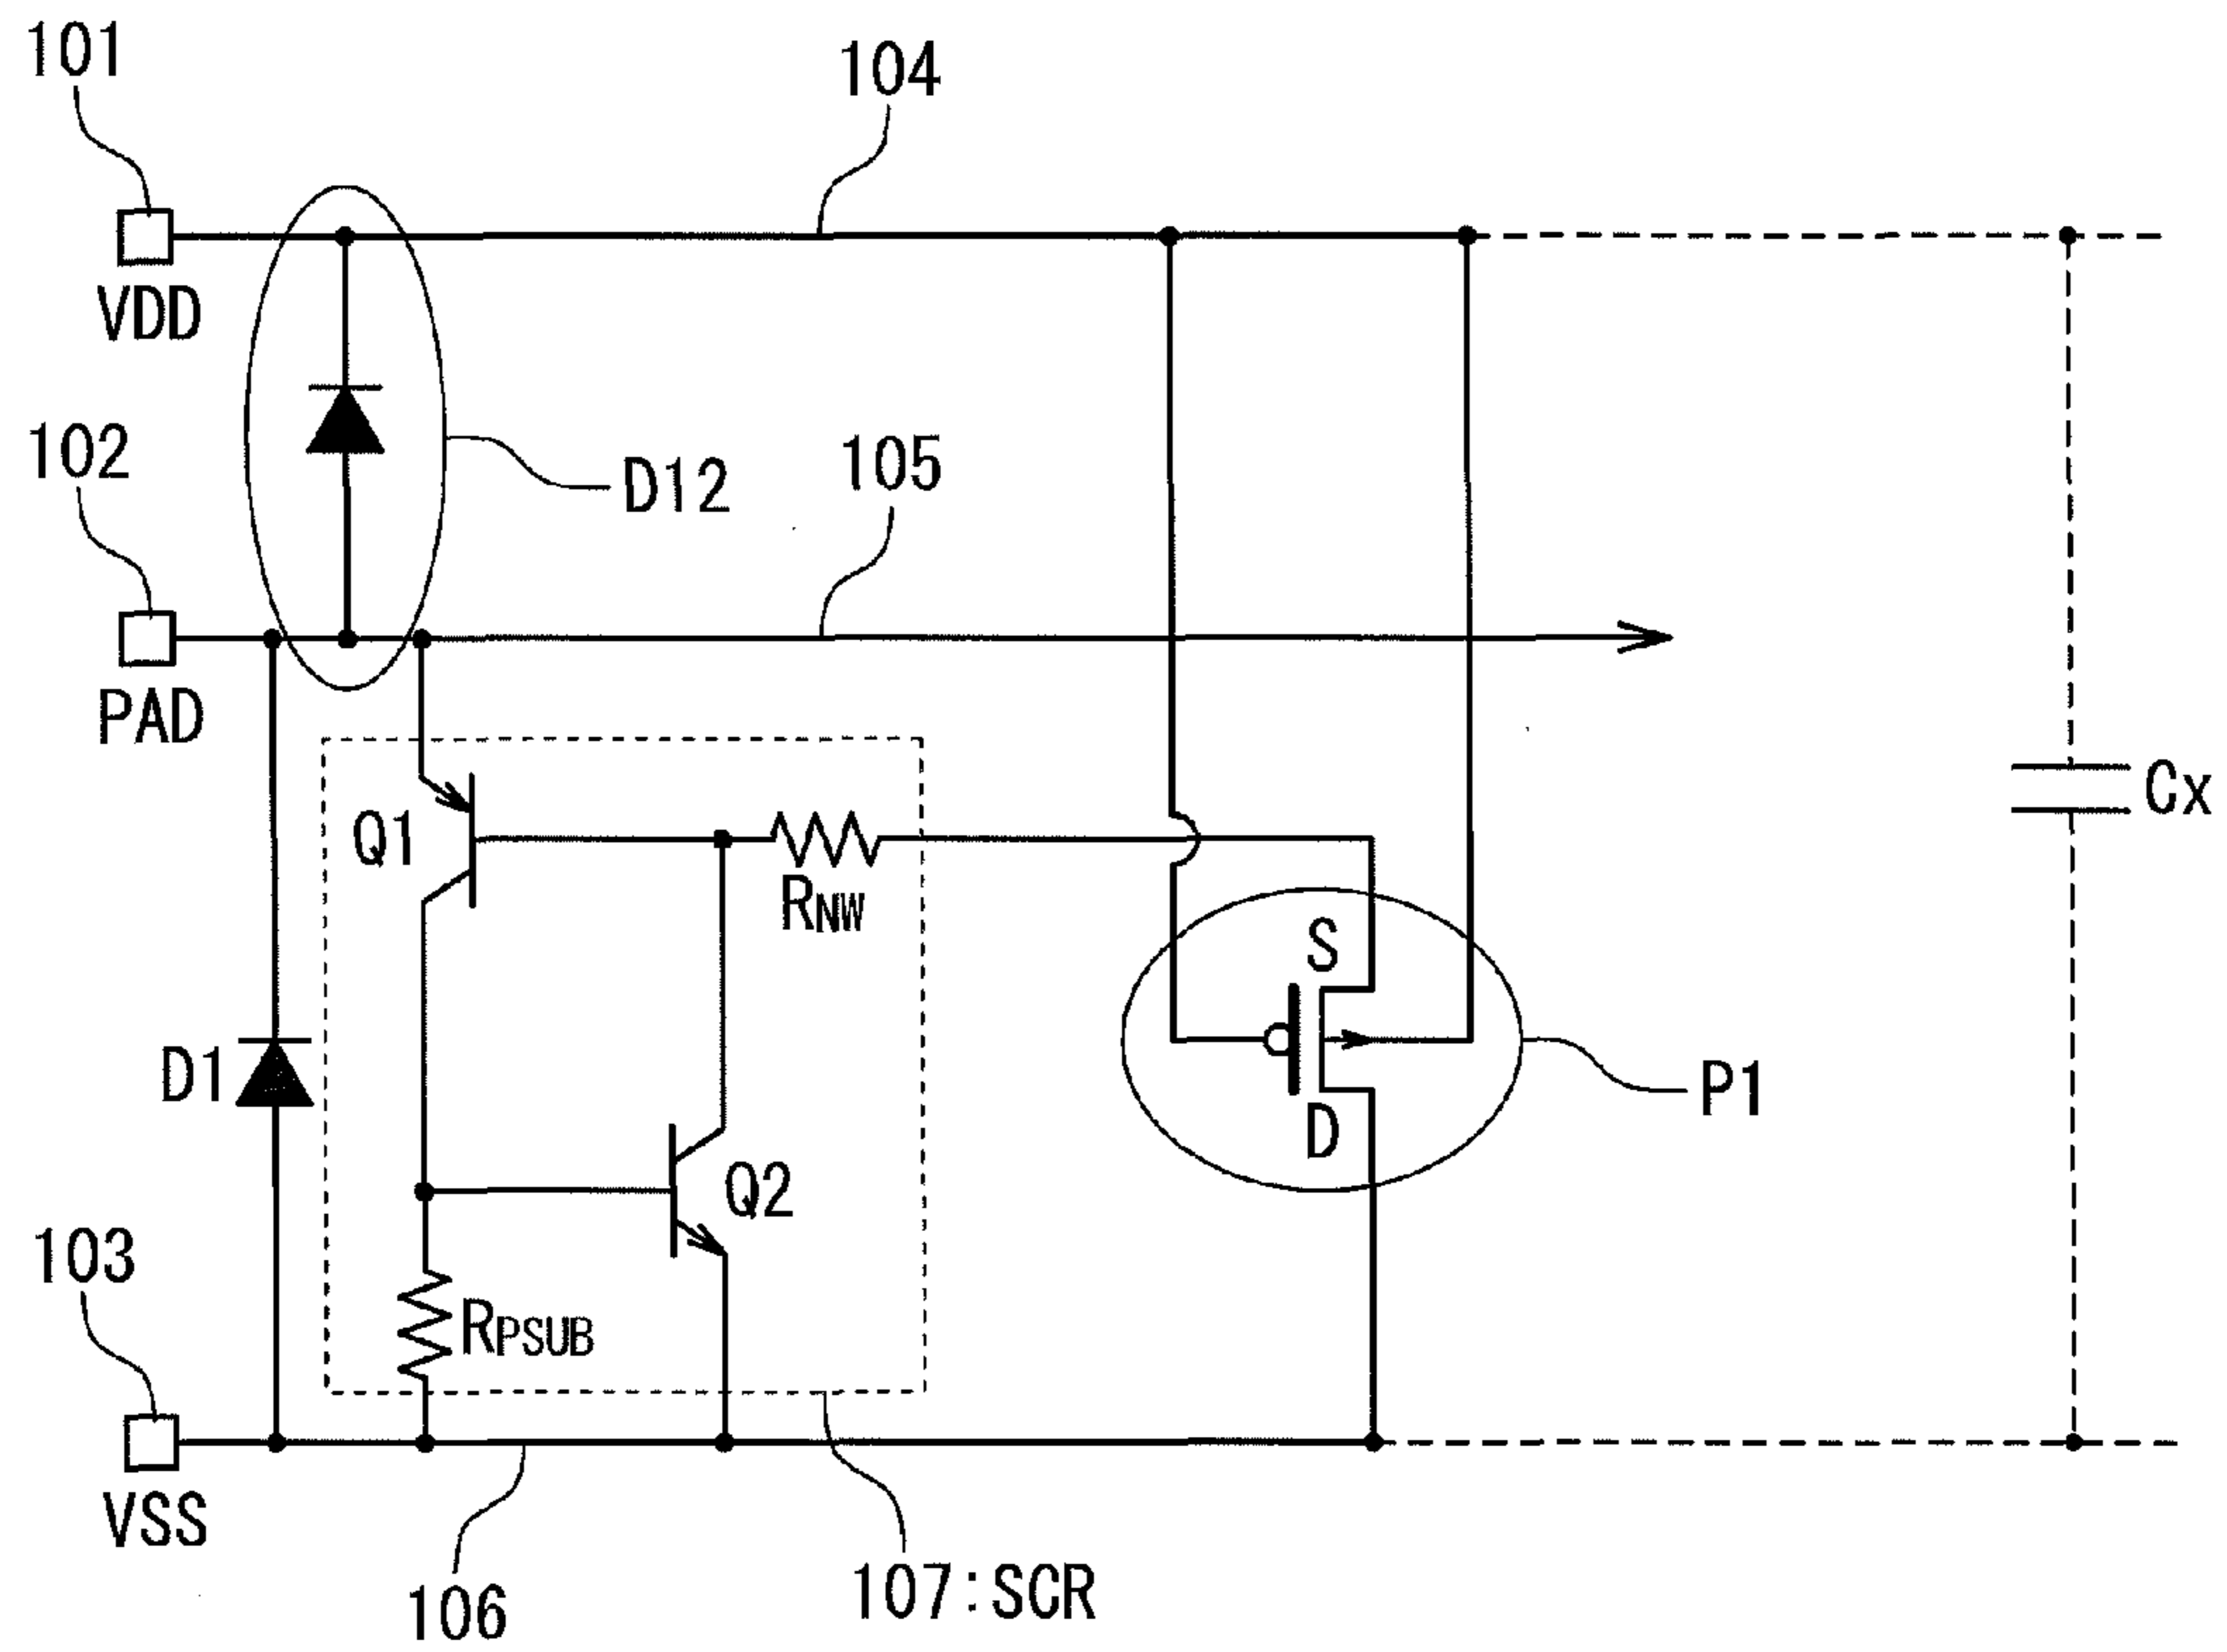 101
104
VDD
102
D12
105
PAD
Cx
Q1
RNW
S
D1
P1
D
Q2
103
RPSUB
VSS
106
107:SCR